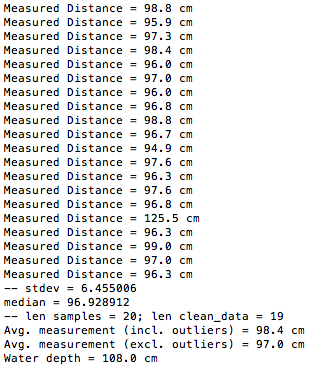 Measured Distance = 98.8 cm
Measured Distance = 95.9 cm
Measured Distance = 97.3 cm
Measured Distance = 98.4 cm
Measured Distance = 96.0 cm
Measured Distance = 97.0 cm
Measured Distance = 96.0 cm
Measured Distance = 96.8 cm
Measured Distance = 98.8 cm
Measured Distance = 96.7 cm
Measured Distance = 94.9 cm
Measured Distance = 97.6 cm
Measured Distance = 96.3 cm
Measured Distance = 97.6 cm
Measured Distance = 96.8 cm
Measured Distance = 125.5 cm
Measured Distance = 96.3 cm
Measured Distance = 99.0 cm
Measured Distance = 97.0 cm
Measured Distance = 96.3 cm
-- stdev = 6.455006
median = 96.928912
-- len samples = 20; len clean_data = 19
Avg. measurement (incl. outliers) = 98.4 cm
Avg. measurement (excl. outliers) = 97.0 cm
Water depth = 108.0 cm